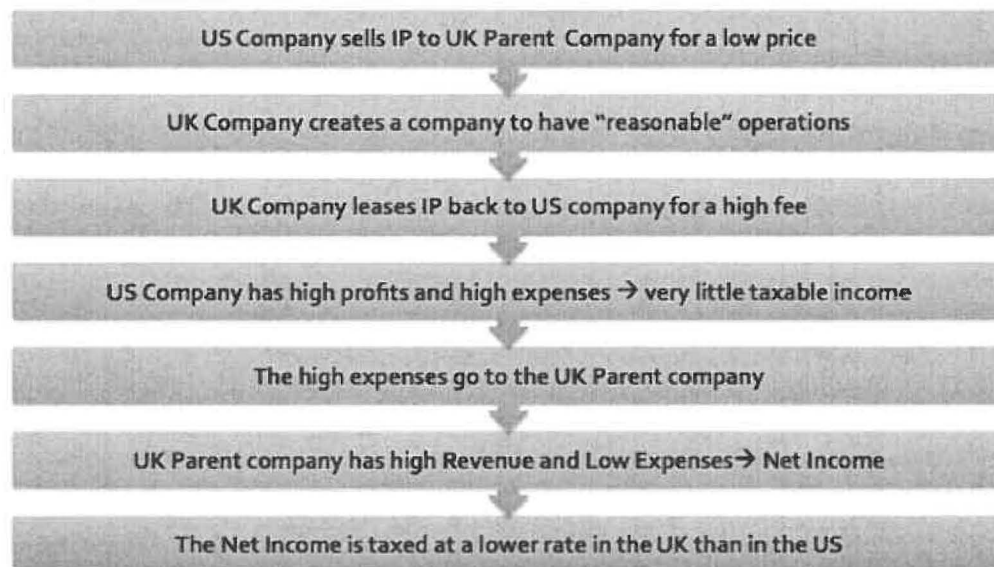 US Company sells IP to UK Parent Company for a low price
UK Company creates a company to have "reasonable" operations
UK Company leases IP back to US company for a high fee
US Company has high profits and high expenses → very little taxable income
The high expenses go to the UK Parent company
UK Parent company has high Revenue and Low Expenses→ Net Income
The Net Income is taxed at a lower rate in the UK than in the US